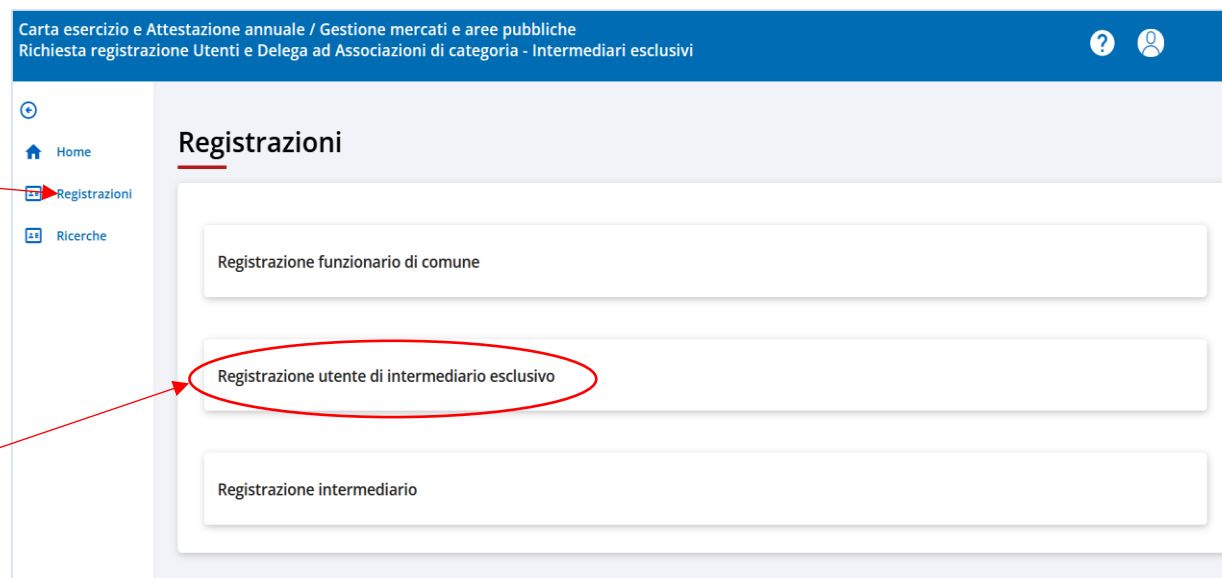 Carta esercizio e Attestazione annuale / Gestione mercati e aree pubbliche
Richiesta registrazione Utenti e Delega ad Associazioni di categoria - Intermediari esclusivi
?
Home
Registrazioni
Ricerche
Registrazioni
Registrazione funzionario di comune
Registrazione utente di intermediario esclusivo
Registrazione intermediario